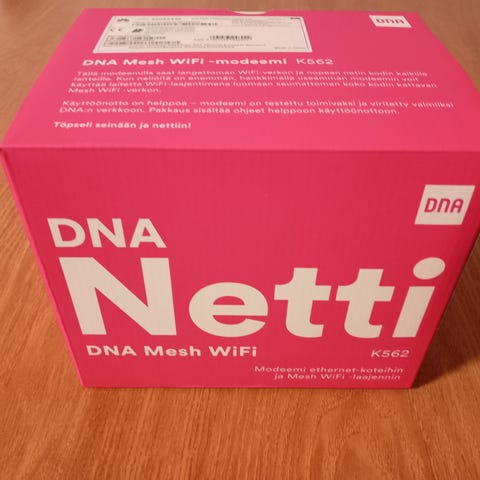 DNA
DNA Mesh WiFi -modeemi K562
Tällä modeemilla saat langattoman WiFi-verkon ja nopean netin kodin kaikille
laitteille. Kun neliöitä on enemmän, hankkimalla useamman modeemin voit
käyttää laitetta WiFi-laajentimena luomaan saumattoman koko kodin kattavan
Mesh WiFi -verkon.
Käyttöönotto on helppoa – modeemi on testattu toimivaksi ja viritetty valmiiksi
DNA:n verkkoon. Pakkaus sisältää ohjeet helppoon käyttöönottoon.
Töpseli seinään ja nettiin!
DNA
DNA
Netti
DNA Mesh WiFi
K562
Modeemi ethernet-koteihin
ja Mesh WiFi -laajennin